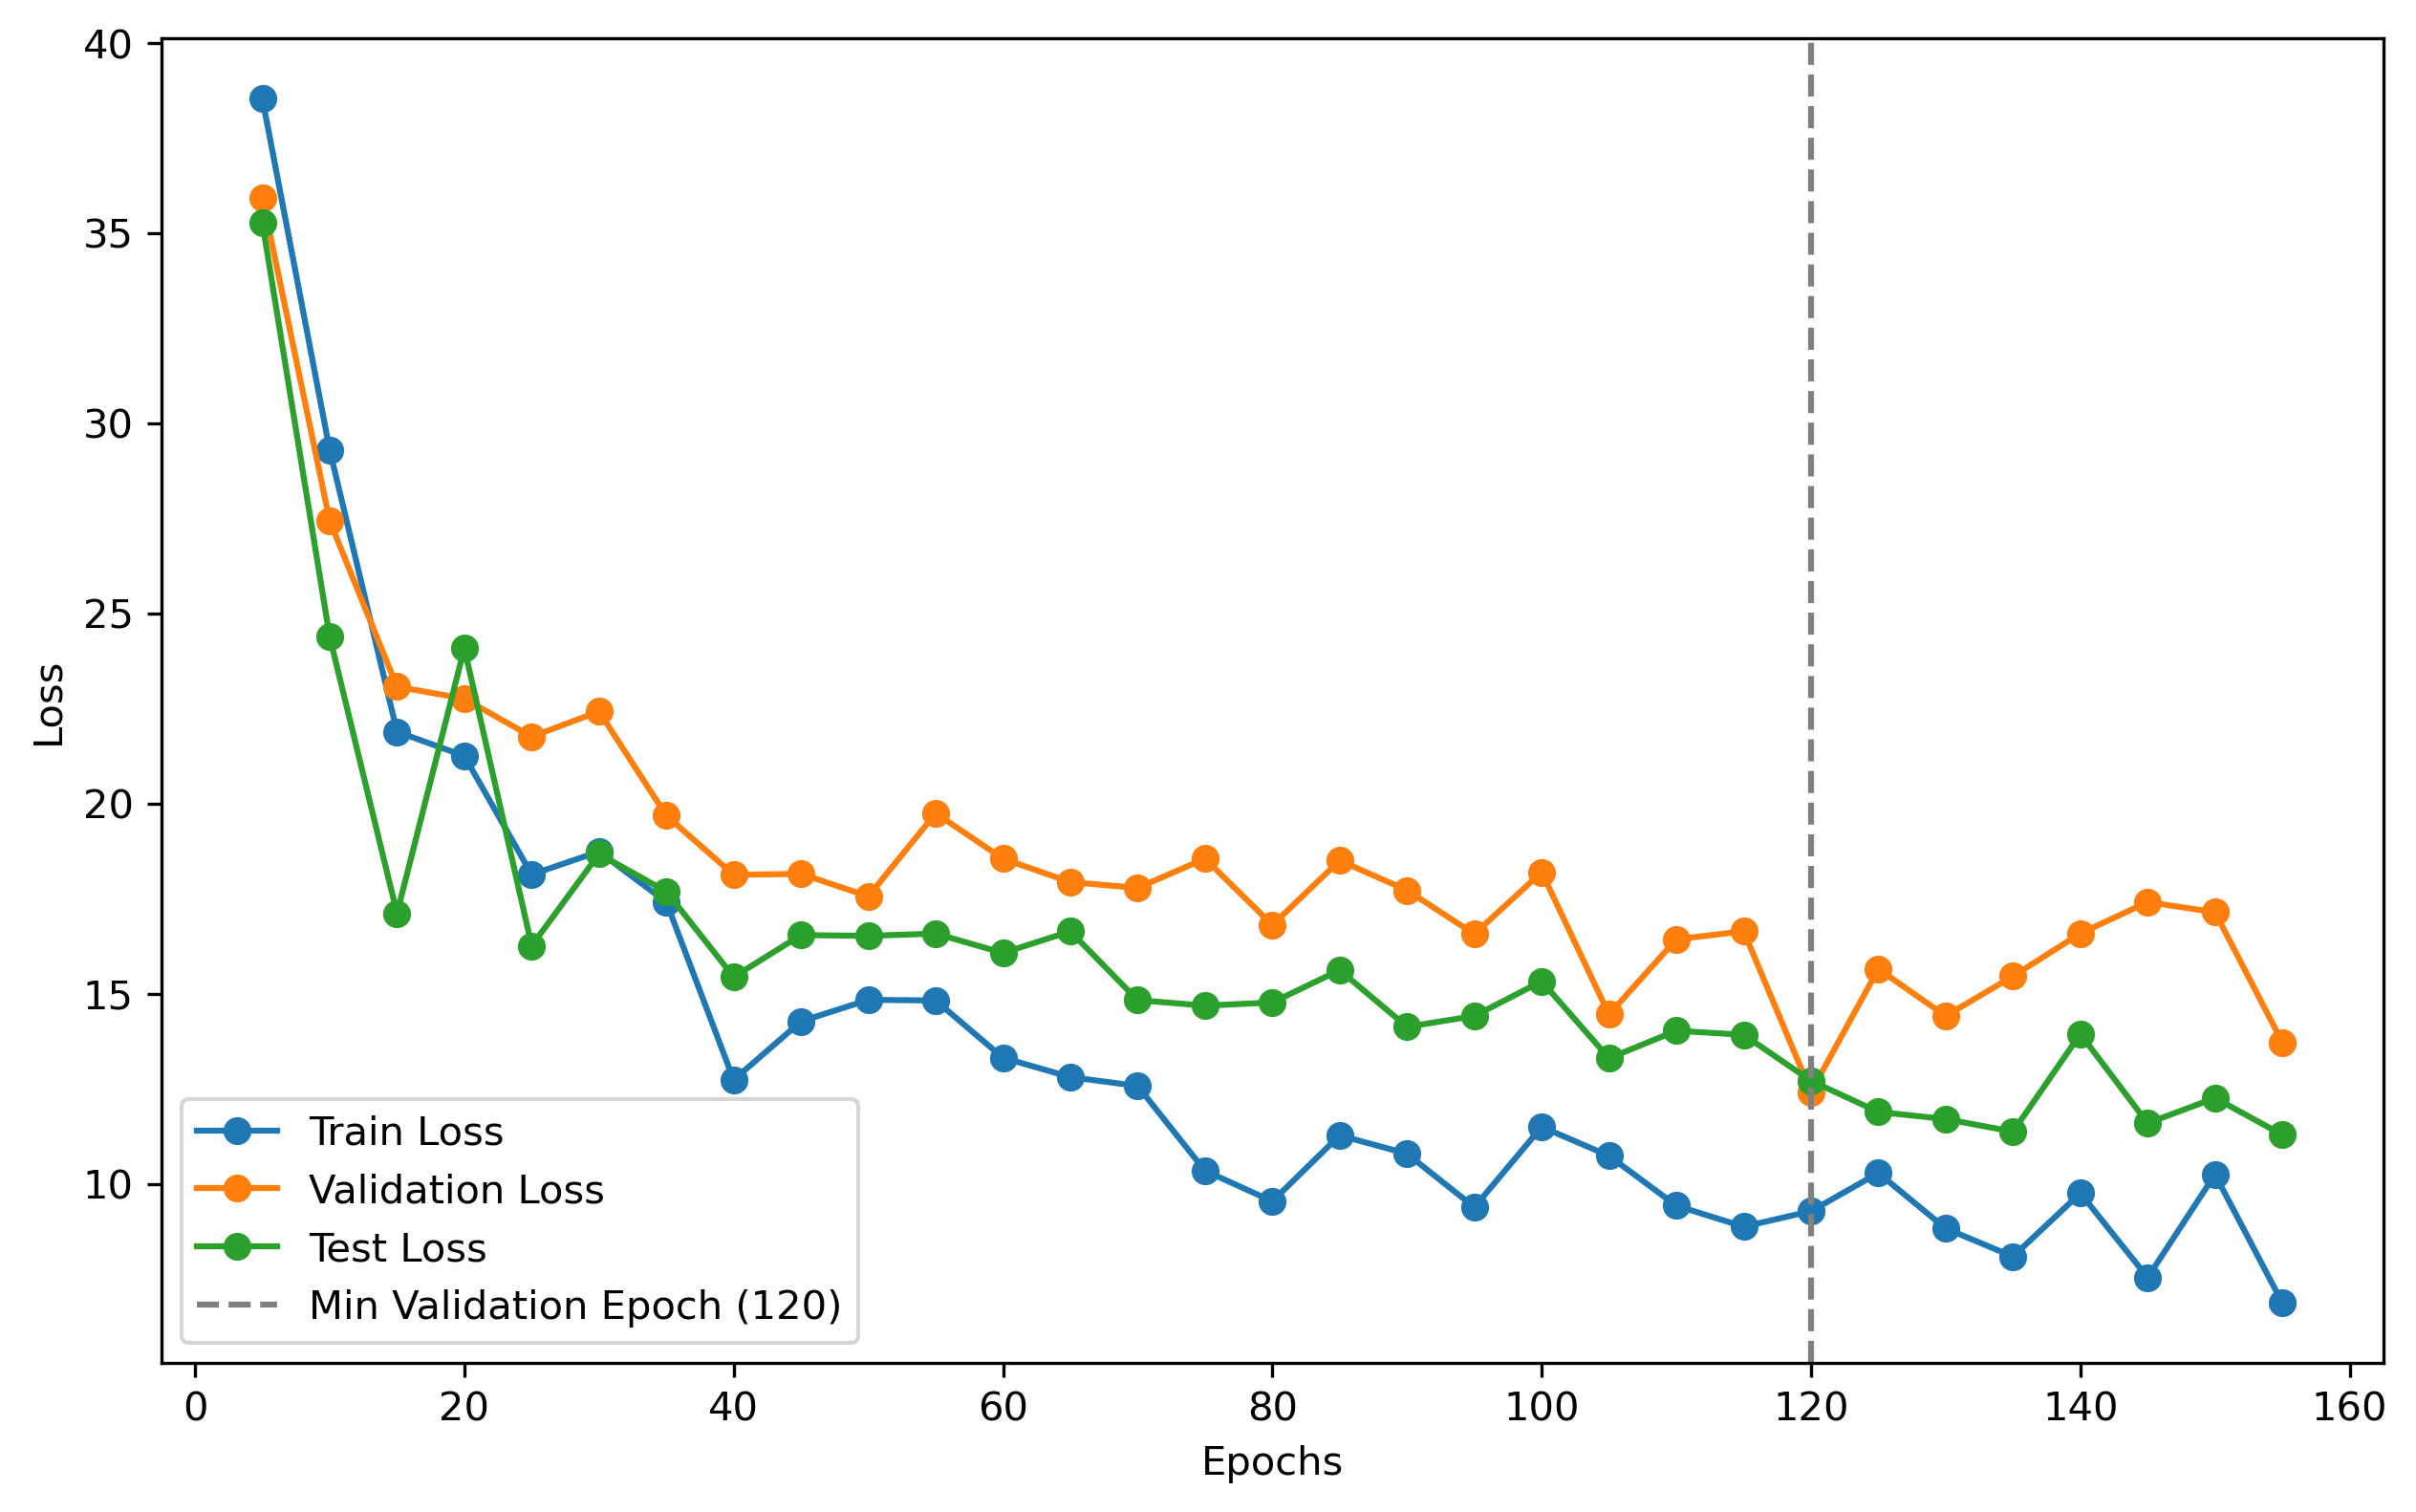 40
35
30
25
20
15
10
Loss
Train Loss
Validation Loss
Test Loss
Min Validation Epoch (120)
0 20 40 60 80 100 120 140 160
Epochs